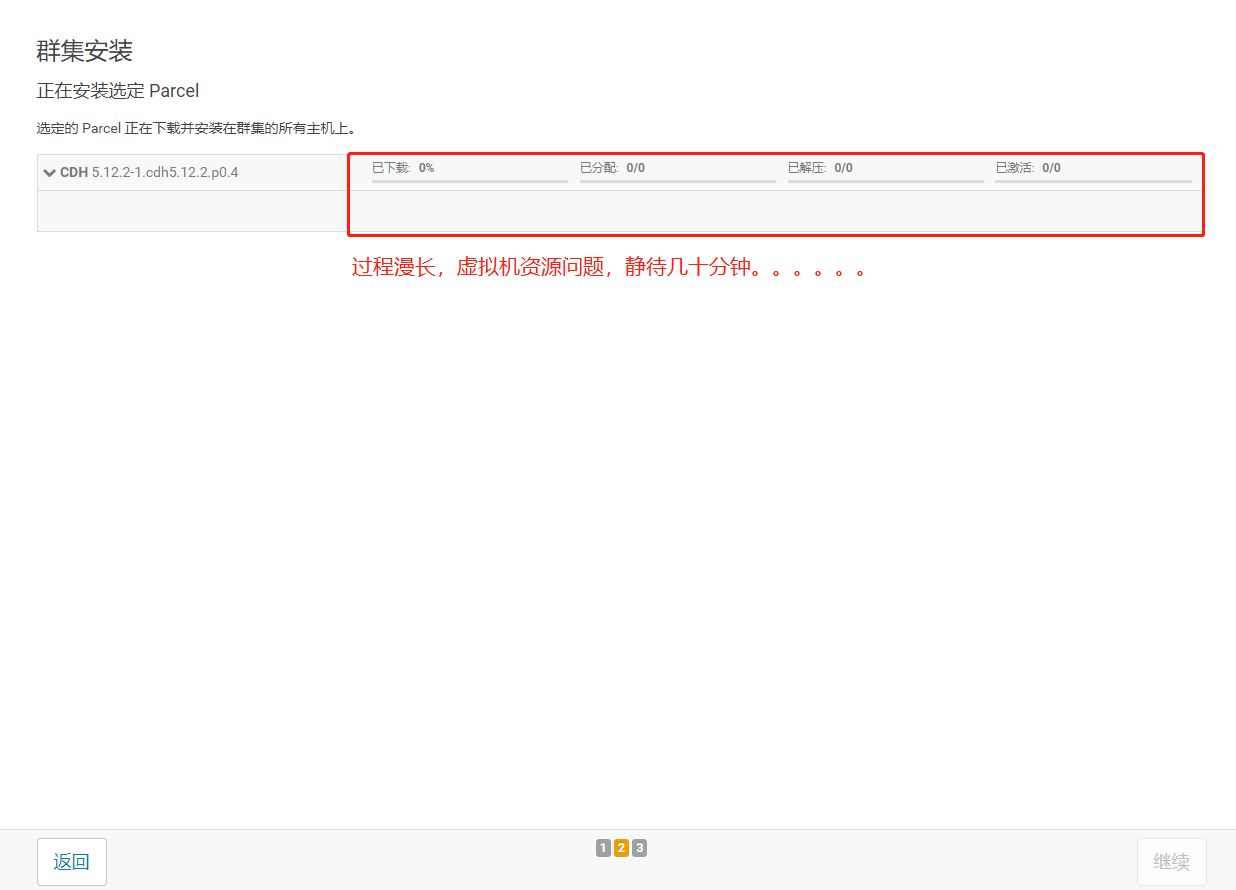 群集安装
正在安装选定 Parcel
选定的 Parcel 正在下载并安装在群集的所有主机上。
CDH 5.12.2-1.cdh5.12.2.p0.4 已下载: 0% 已分配: 0/0 已解压: 0/0 已激活: 0/0
过程漫长，虚拟机资源问题，静待几十分钟。。。。。。
返回 1 2 3 继续